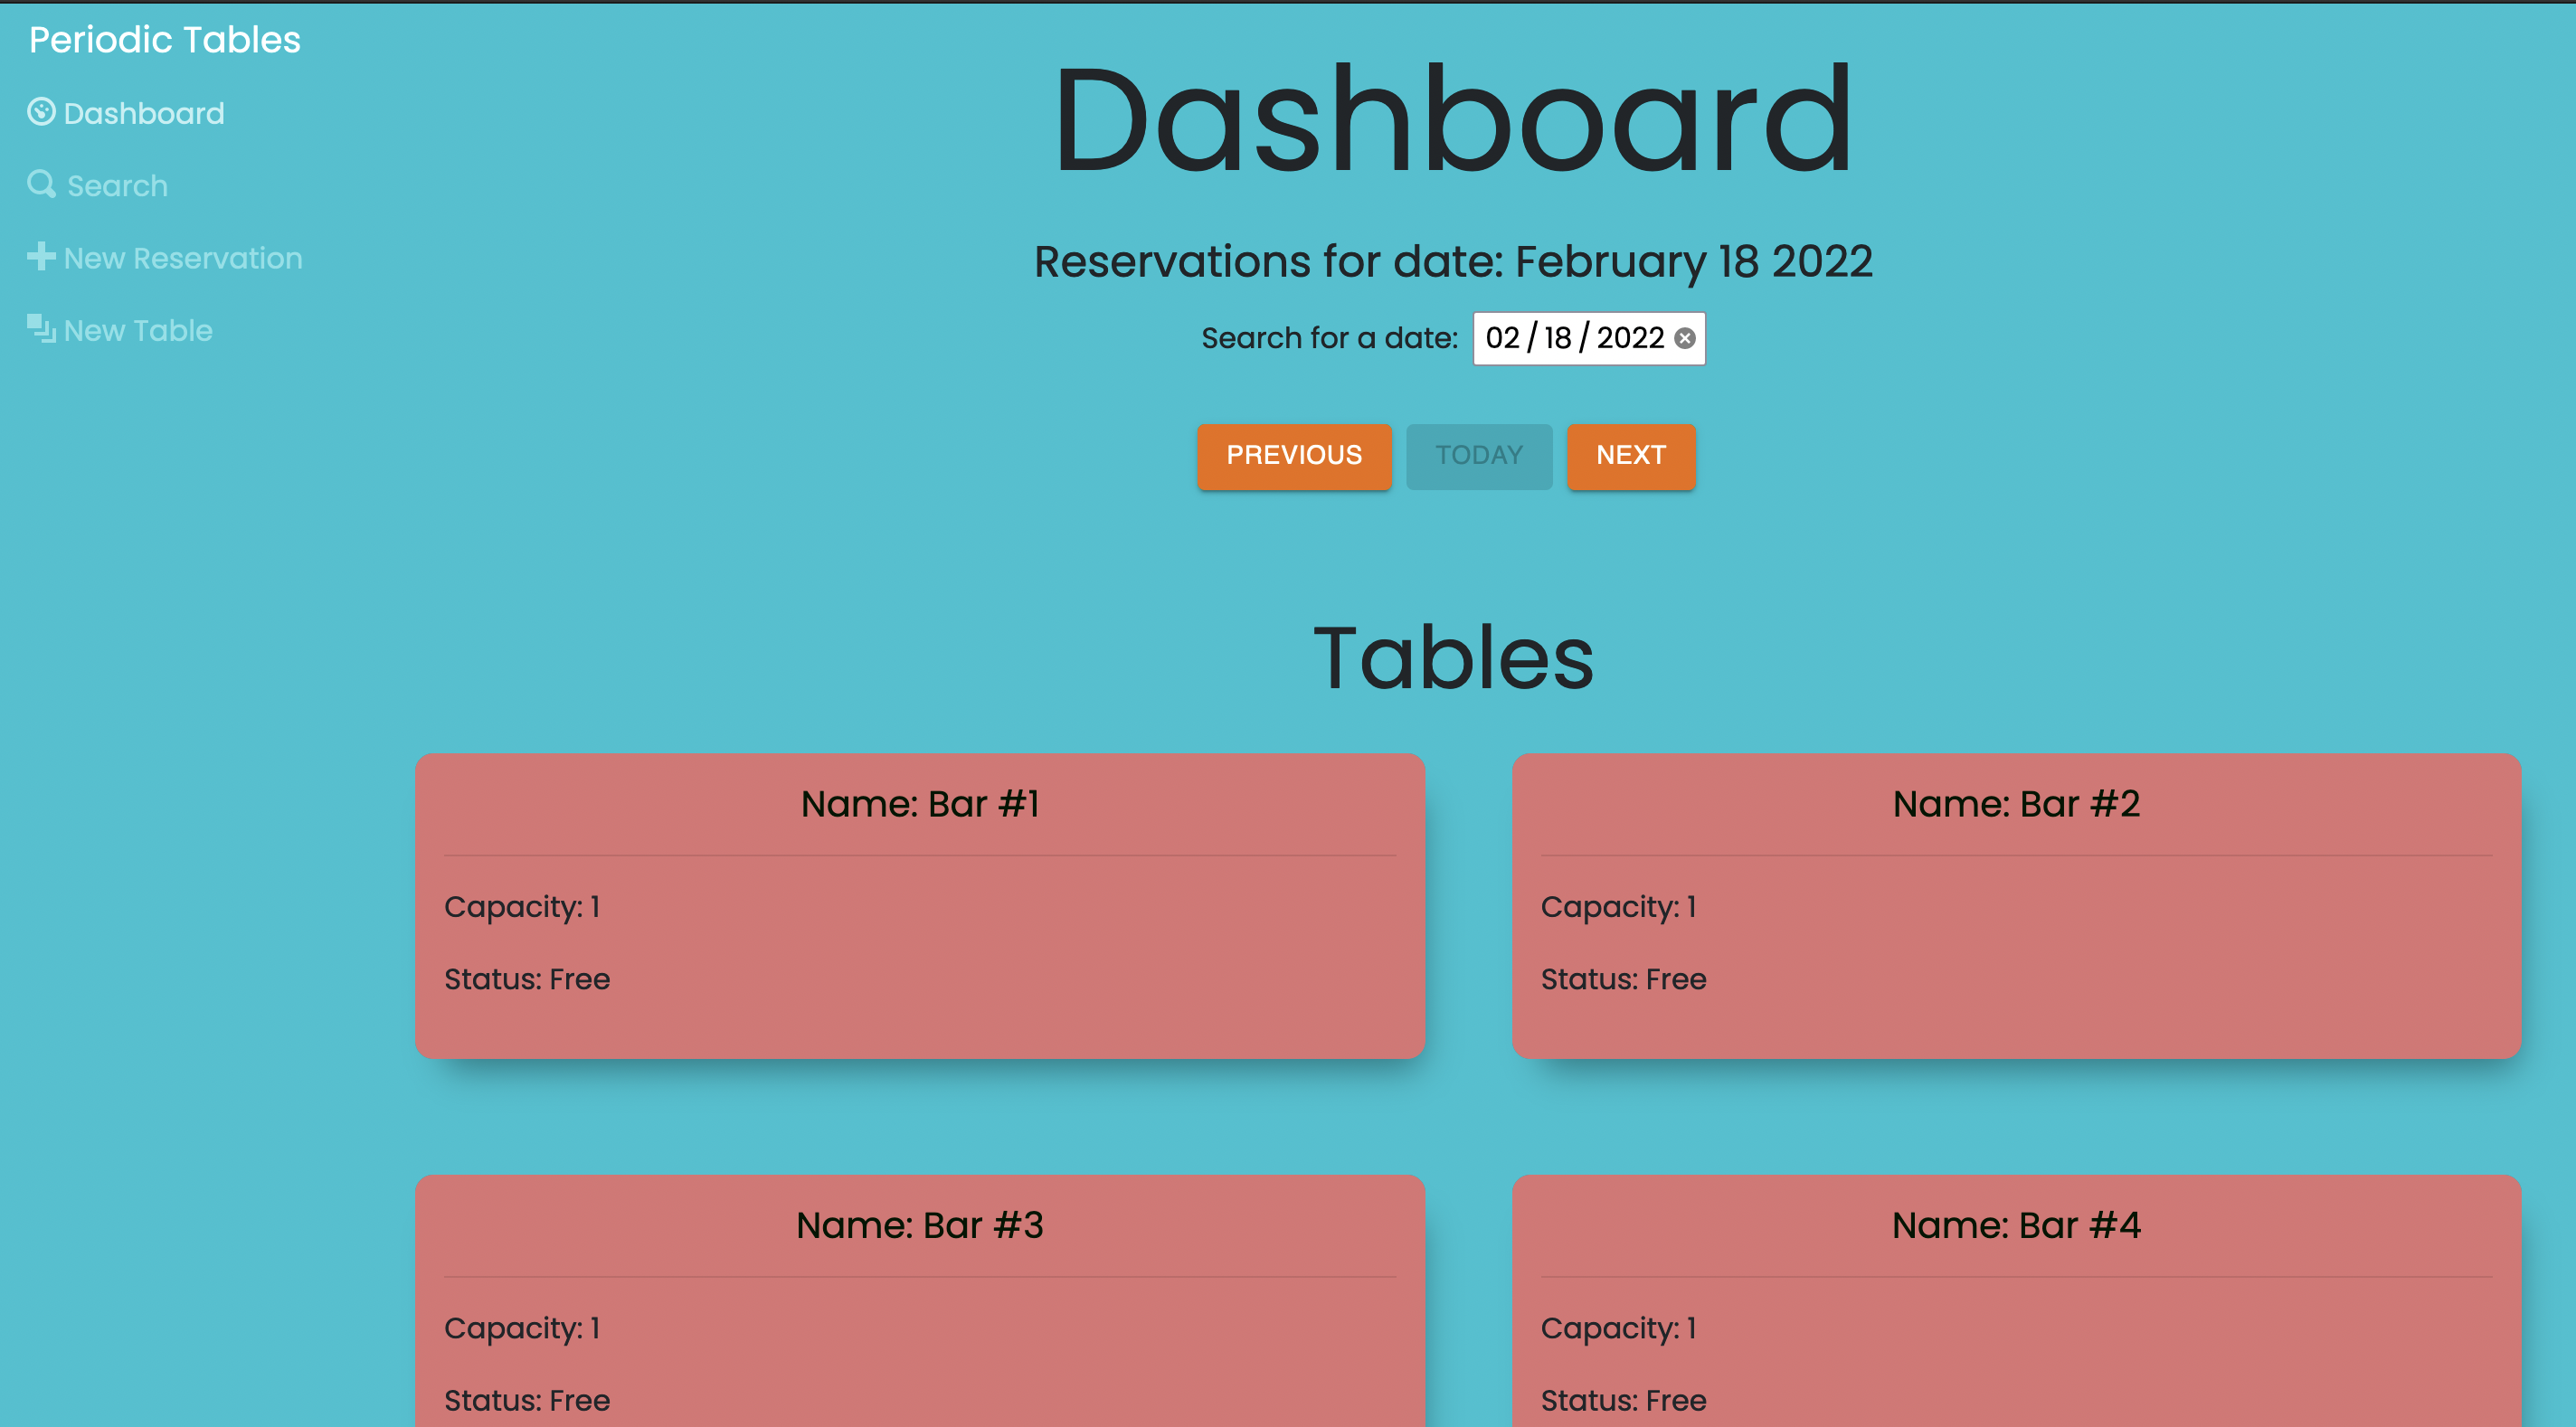 Periodic Tables
Dashboard
Search
New Reservation
New Table
Dashboard
Reservations for date: February 18 2022
Search for a date: 02 / 18 / 2022
PREVIOUS TODAY NEXT
Tables
Name: Bar #1
Capacity: 1
Status: Free
Name: Bar #2
Capacity: 1
Status: Free
Name: Bar #3
Capacity: 1
Status: Free
Name: Bar #4
Capacity: 1
Status: Free